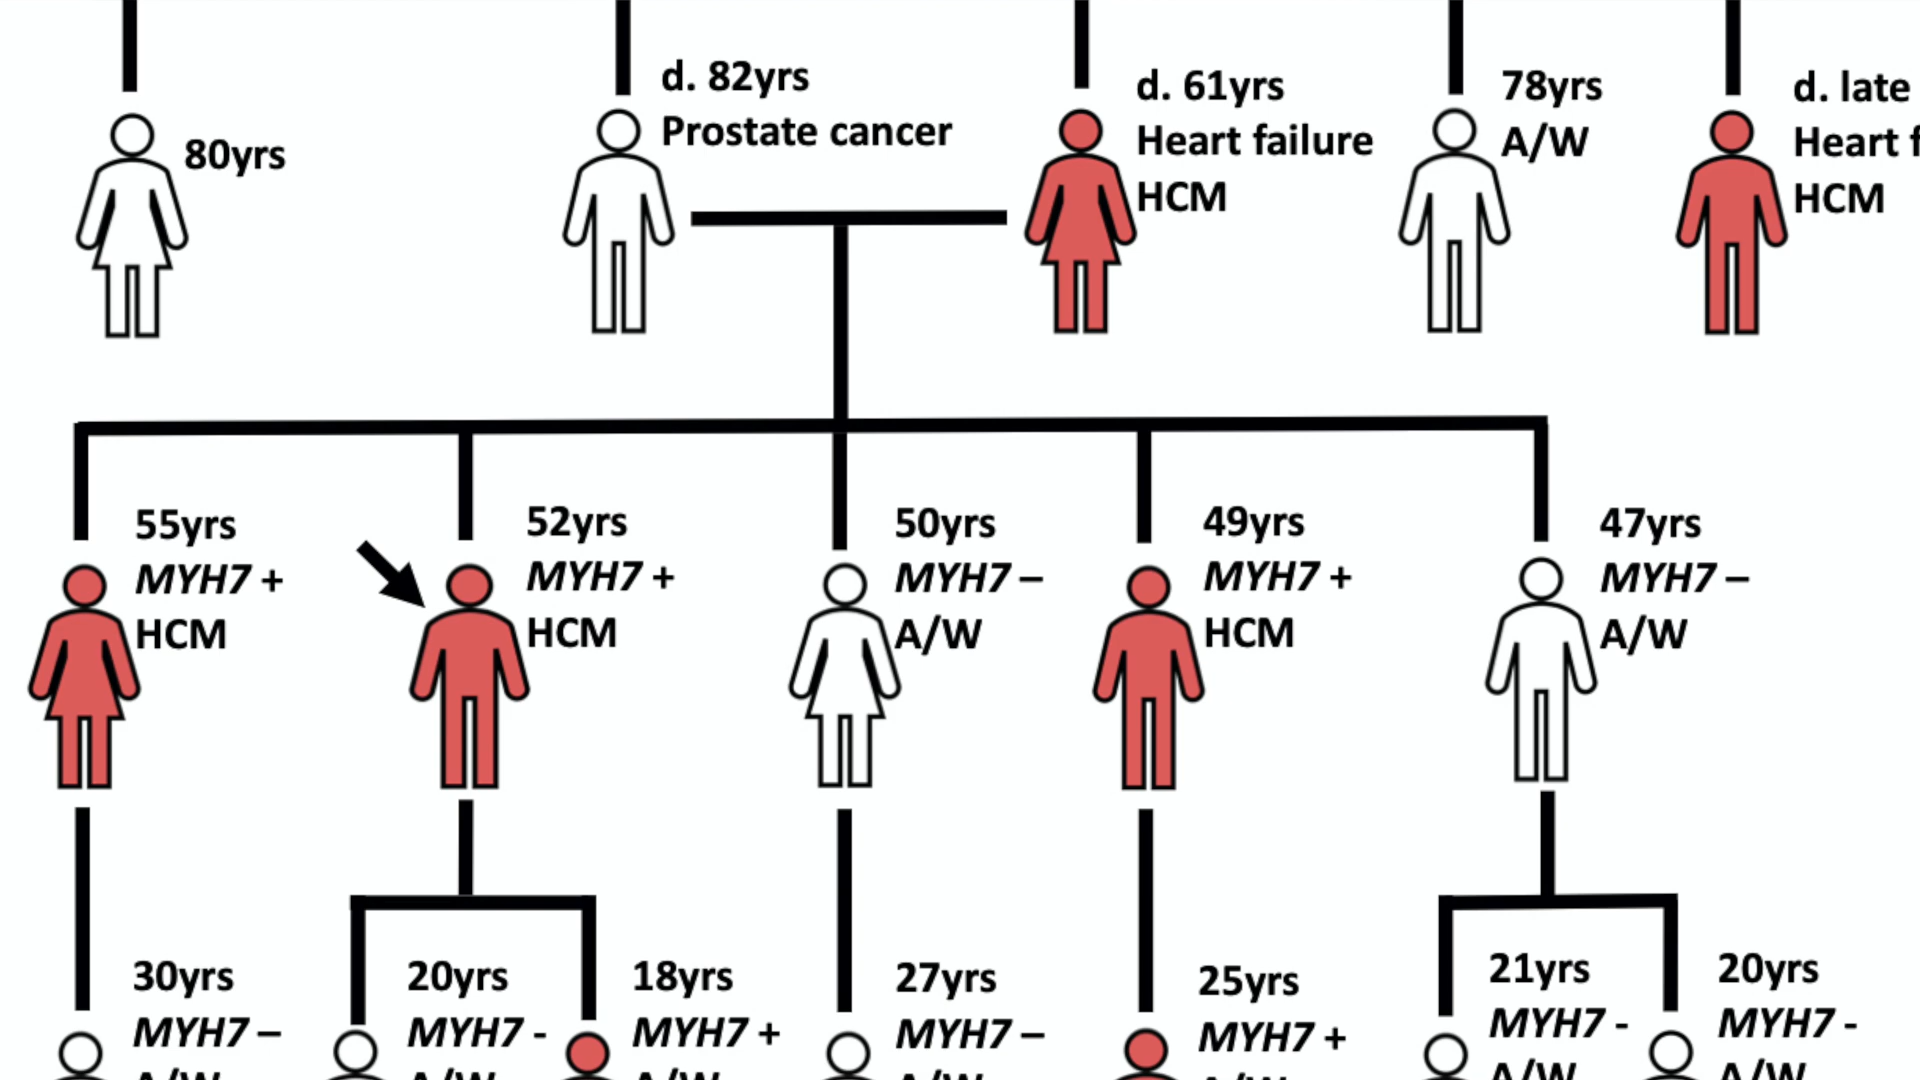 80yrs
d. 82yrs
Prostate cancer
d. 61yrs
Heart failure
HCM
78yrs
A/W
d. late
Heart
HCM
55yrs
MYH7 +
HCM
52yrs
MYH7 +
HCM
50yrs
MYH7 –
A/W
49yrs
MYH7 +
HCM
47yrs
MYH7 –
A/W
30yrs
MYH7 –
A/W
20yrs
MYH7 -
A/W
18yrs
MYH7 +
A/W
27yrs
MYH7 –
A/W
25yrs
MYH7 +
A/W
21yrs
MYH7 -
A/W
20yrs
MYH7 -
A/W